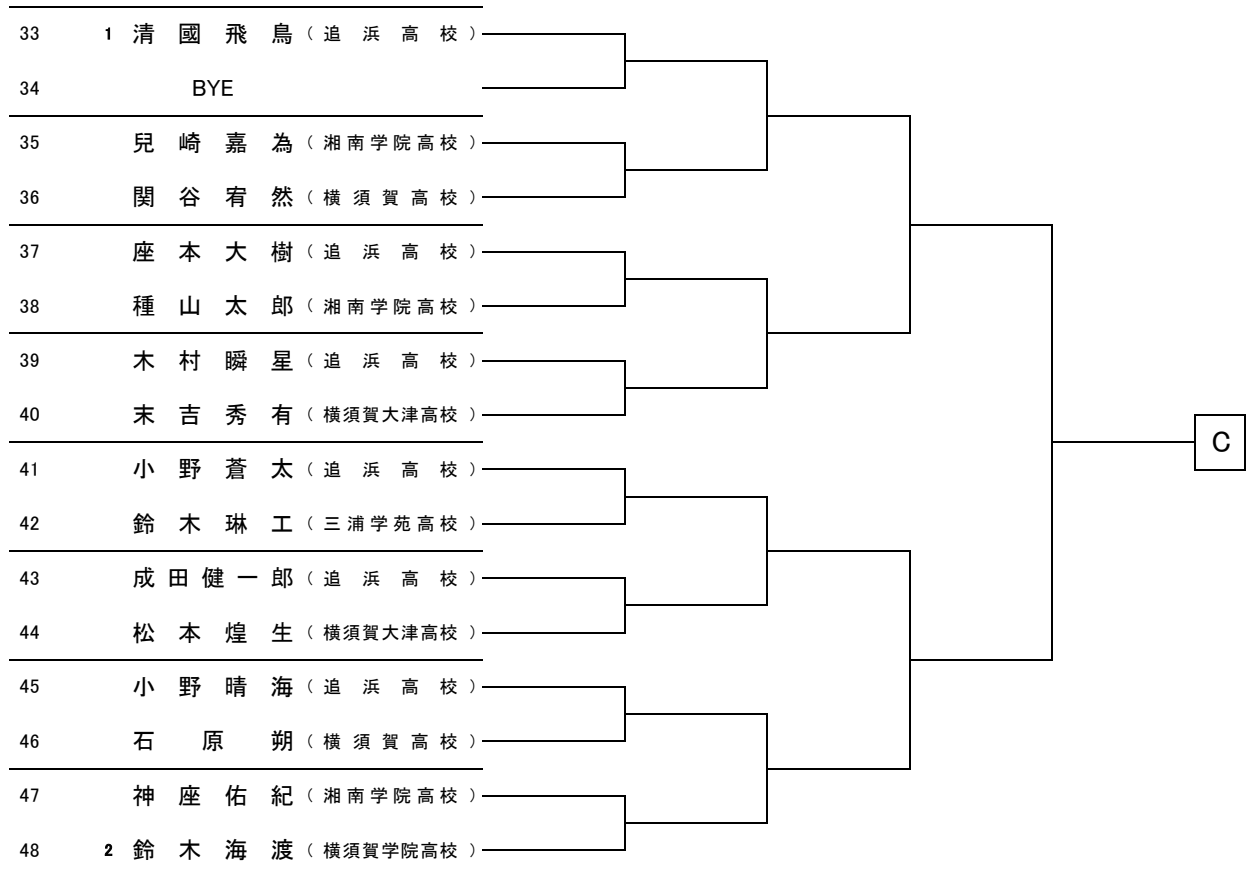 33 1 清國飛鳥 (追浜高校)
34 BYE
35 兒崎嘉為 (湘南学院高校)
36 関谷宥然 (横須賀高校)
37 座本大樹 (追浜高校)
38 種山太郎 (湘南学院高校)
39 木村瞬星 (追浜高校)
40 末吉秀有 (横須賀大津高校)
41 小野蒼太 (追浜高校)
42 鈴木琳工 (三浦学苑高校)
43 成田健一郎 (追浜高校)
44 松本煌生 (横須賀大津高校)
45 小野晴海 (追浜高校)
46 石原朔 (横須賀高校)
47 神座佑紀 (湘南学院高校)
48 2 鈴木海渡 (横須賀学院高校)
C